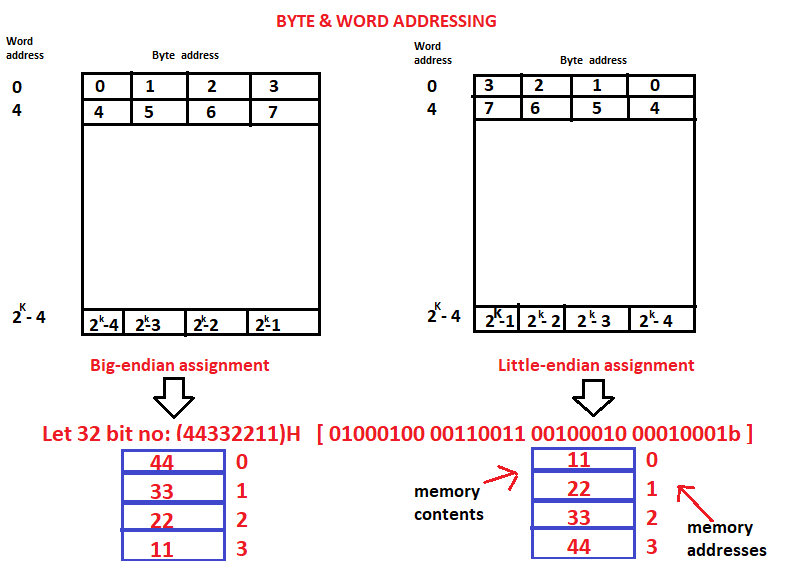 BYTE & WORD ADDRESSING
Word address
Byte address
0 0 1 2 3
4 4 5 6 7
2^K - 4 2^k-4 2^k-3 2^k-2 2^k-1
Big-endian assignment
Word address
Byte address
0 3 2 1 0
4 7 6 5 4
2^K - 4 2^K-1 2^k- 2 2^k- 3 2^k- 4
Little-endian assignment
Let 32 bit no: (44332211)H [ 01000100 00110011 00100010 00010001b ]
44 0
33 1
22 2
11 3
memory contents
11 0
22 1
33 2
44 3
memory addresses